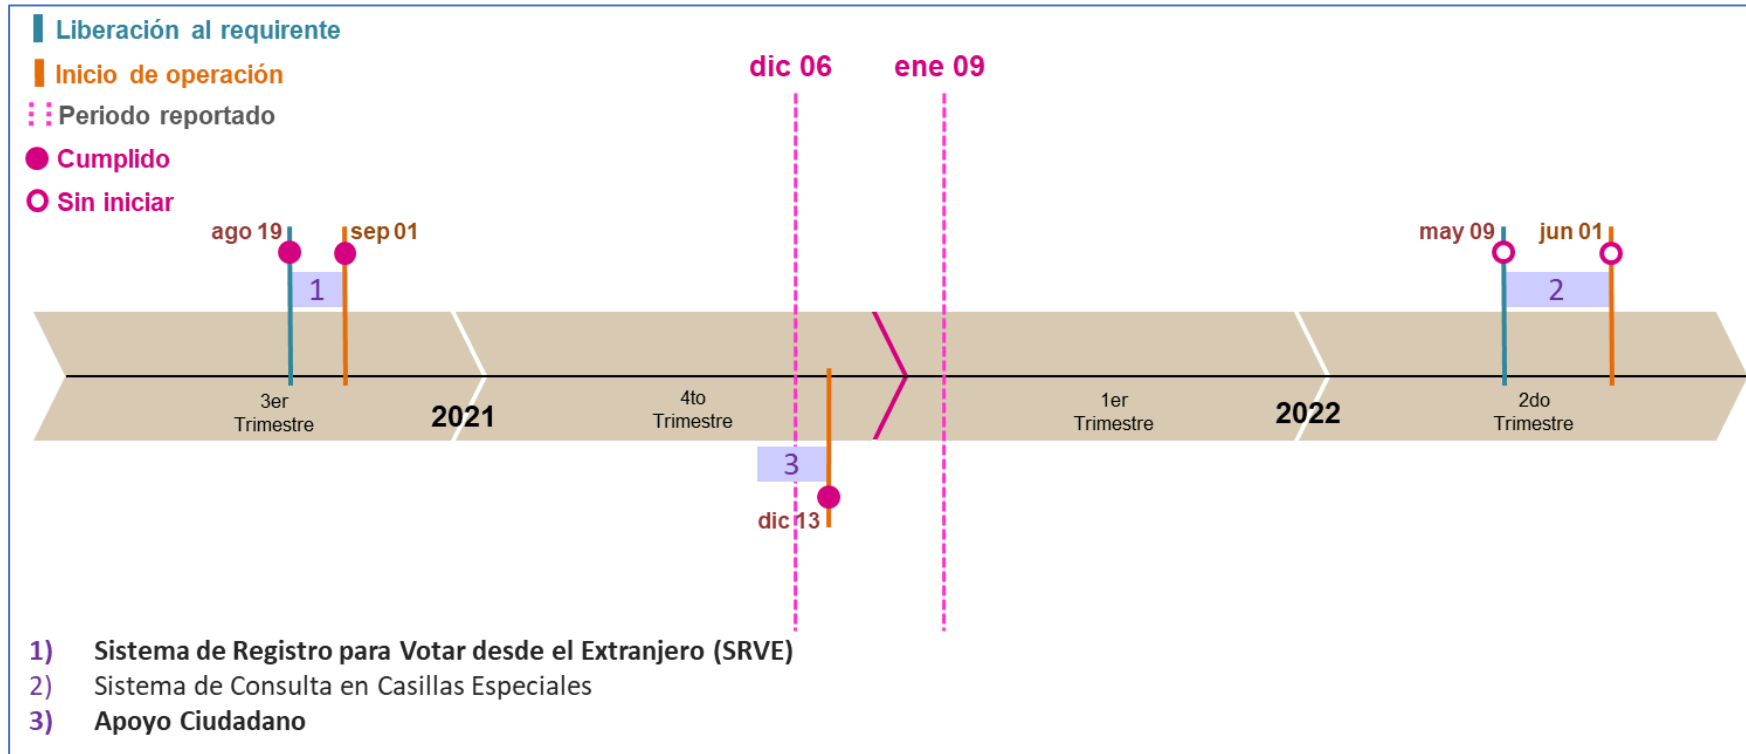 Liberación al requirente
Inicio de operación
Periodo reportado
Cumplido
Sin iniciar
dic 06
ene 09
ago 19
sep 01
may 09
jun 01
1
2
3er
Trimestre
2021
4to
Trimestre
1er
Trimestre
2022
2do
Trimestre
3
dic 13
1) Sistema de Registro para Votar desde el Extranjero (SRVE)
2) Sistema de Consulta en Casillas Especiales
3) Apoyo Ciudadano